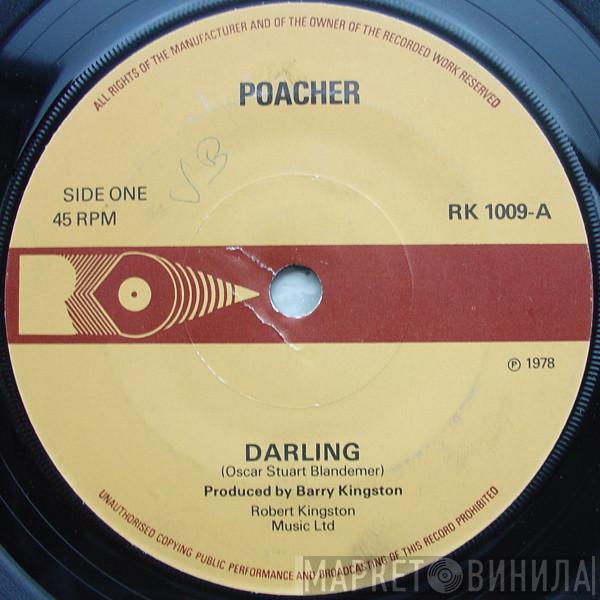 ALL RIGHTS OF THE MANUFACTURER AND OF THE OWNER OF THE RECORDED WORK RESERVED
POACHER
VB
SIDE ONE
45 RPM
RK 1009-A
℗ 1978
DARLING
(Oscar Stuart Blandemer)
Produced by Barry Kingston
Robert Kingston
Music Ltd
UNAUTHORISED COPYING PUBLIC PERFORMANCE AND BROADCASTING OF THIS RECORD PROHIBITED
МАРКЕТ ВИНИЛА